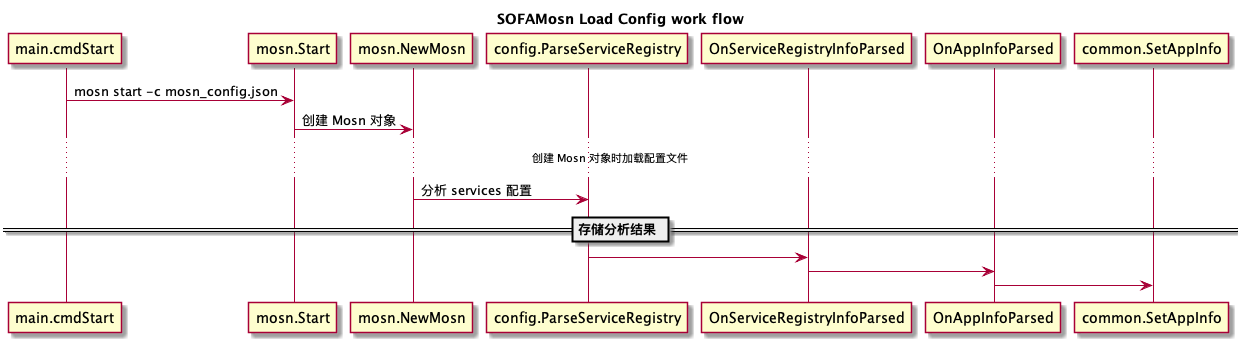 SOFAMosn Load Config work flow
main.cmdStart
mosn.Start
mosn.NewMosn
config.ParseServiceRegistry
OnServiceRegistryInfoParsed
OnAppInfoParsed
common.SetAppInfo
mosn start -c mosn_config.json
创建 Mosn 对象
创建 Mosn 对象时加载配置文件
分析 services 配置
存储分析结果
main.cmdStart
mosn.Start
mosn.NewMosn
config.ParseServiceRegistry
OnServiceRegistryInfoParsed
OnAppInfoParsed
common.SetAppInfo